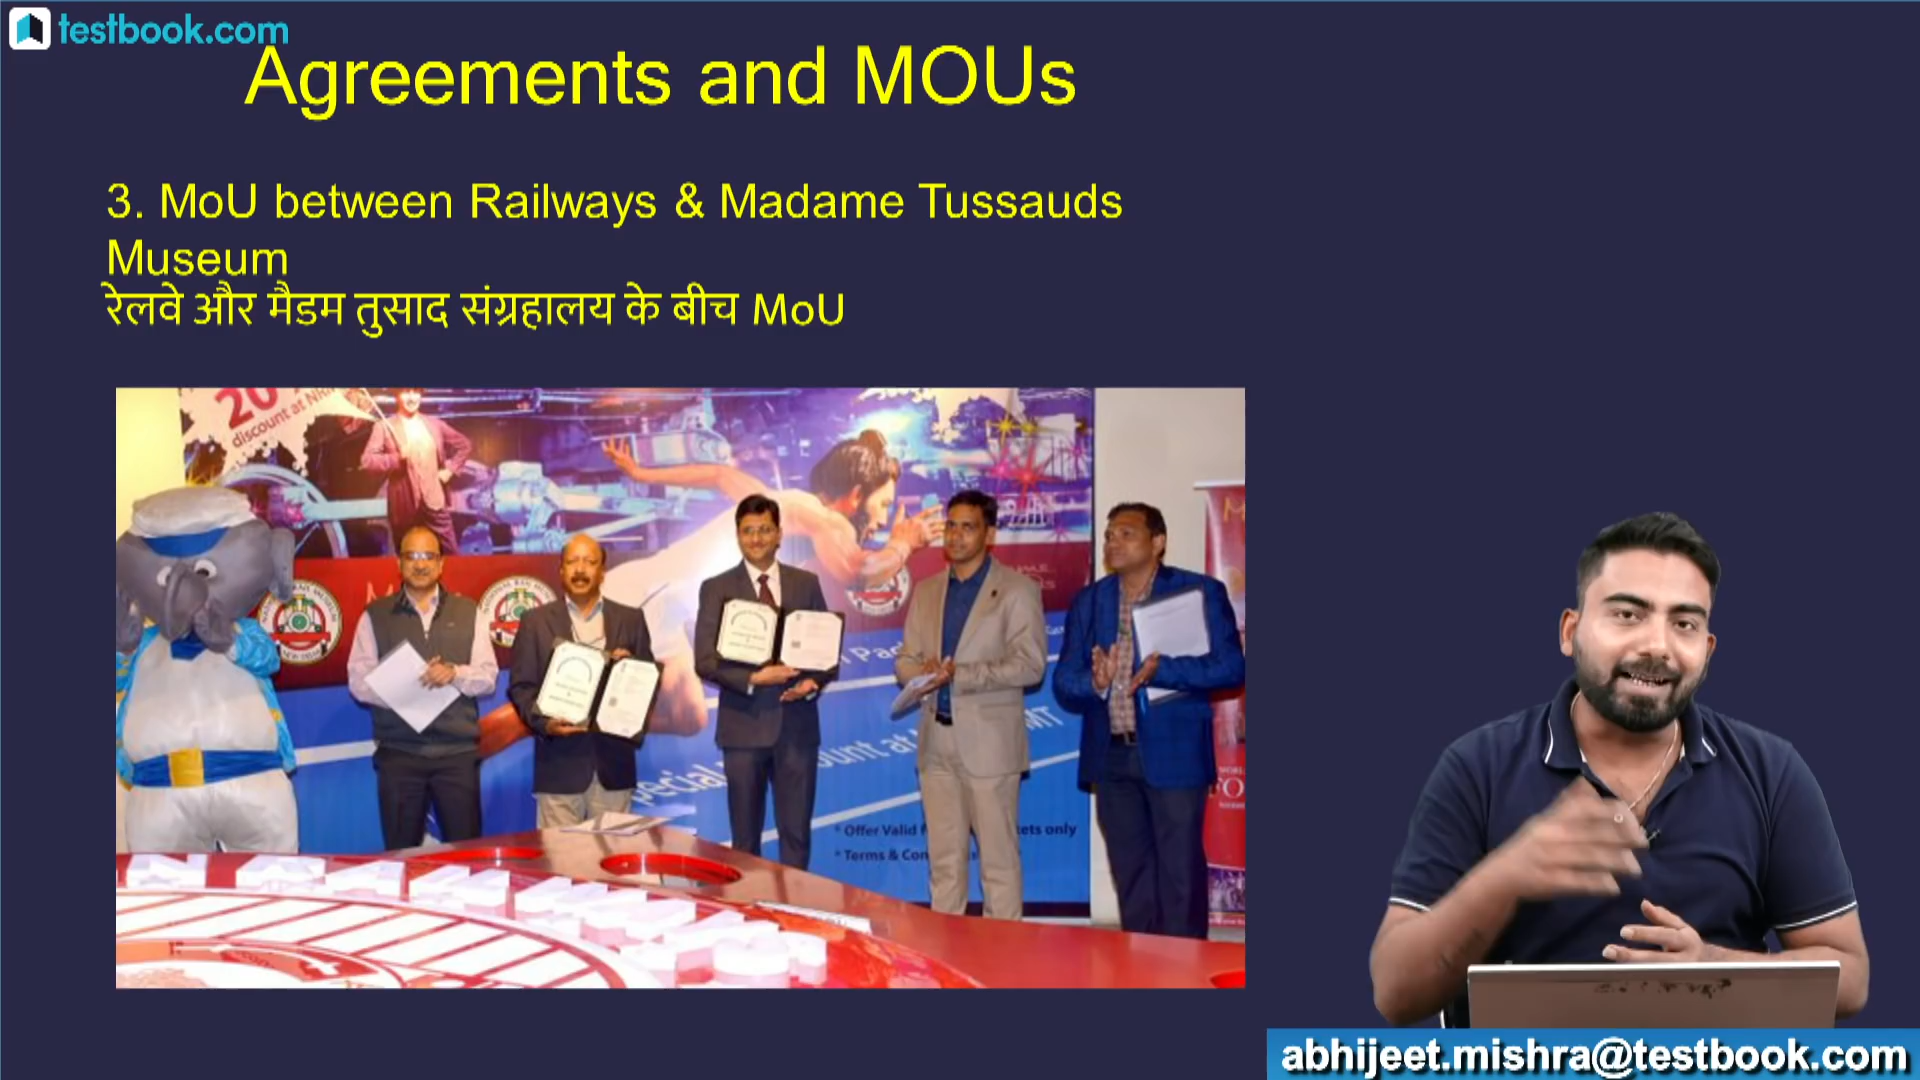 testbook.com
Agreements and MOUs
3. MoU between Railways & Madame Tussauds
Museum
रेलवे और मैडम तुसाद संग्रहालय के बीच MoU
20
discount at
* Offer Valid
* Terms & Con
abhijeet.mishra@testbook.com